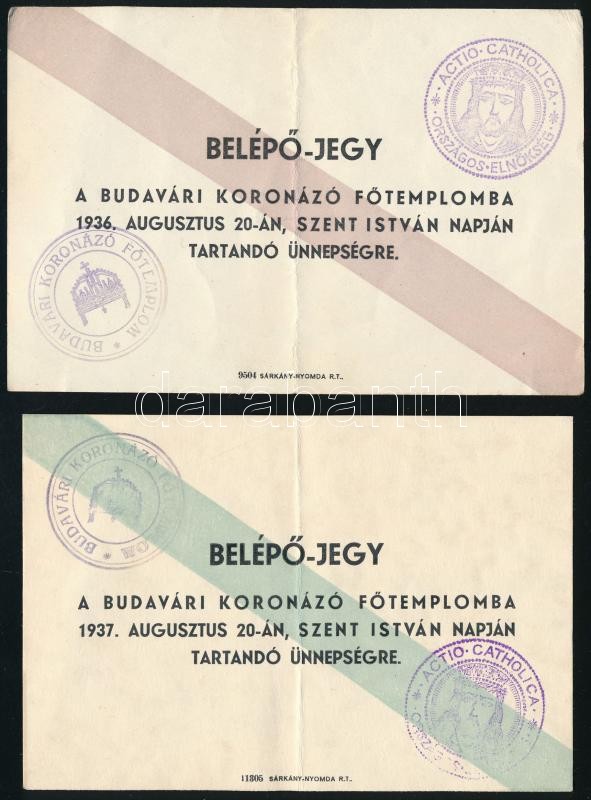 ACTIO · CATHOLICA
* ORSZÁGOS · ELNÖKSÉG *
BELÉPŐ-JEGY
A BUDAVÁRI KORONÁZÓ FŐTEMPLOMBA
1936. AUGUSZTUS 20-ÁN, SZENT ISTVÁN NAPJÁN
TARTANDÓ ÜNNEPSÉGRE.
* BUDAVÁRI KORONÁZÓ FŐTEMPLOM
9504 SÁRKÁNY-NYOMDA R.T..
darabanth
* BUDAVÁRI KORONÁZÓ
BELÉPŐ-JEGY
A BUDAVÁRI KORONÁZÓ FŐTEMPLOMBA
1937. AUGUSZTUS 20-ÁN, SZENT ISTVÁN NAPJÁN
TARTANDÓ ÜNNEPSÉGRE.
* ACTIO · CATHOLICA *
11305 SÁRKÁNY-NYOMDA R.T..